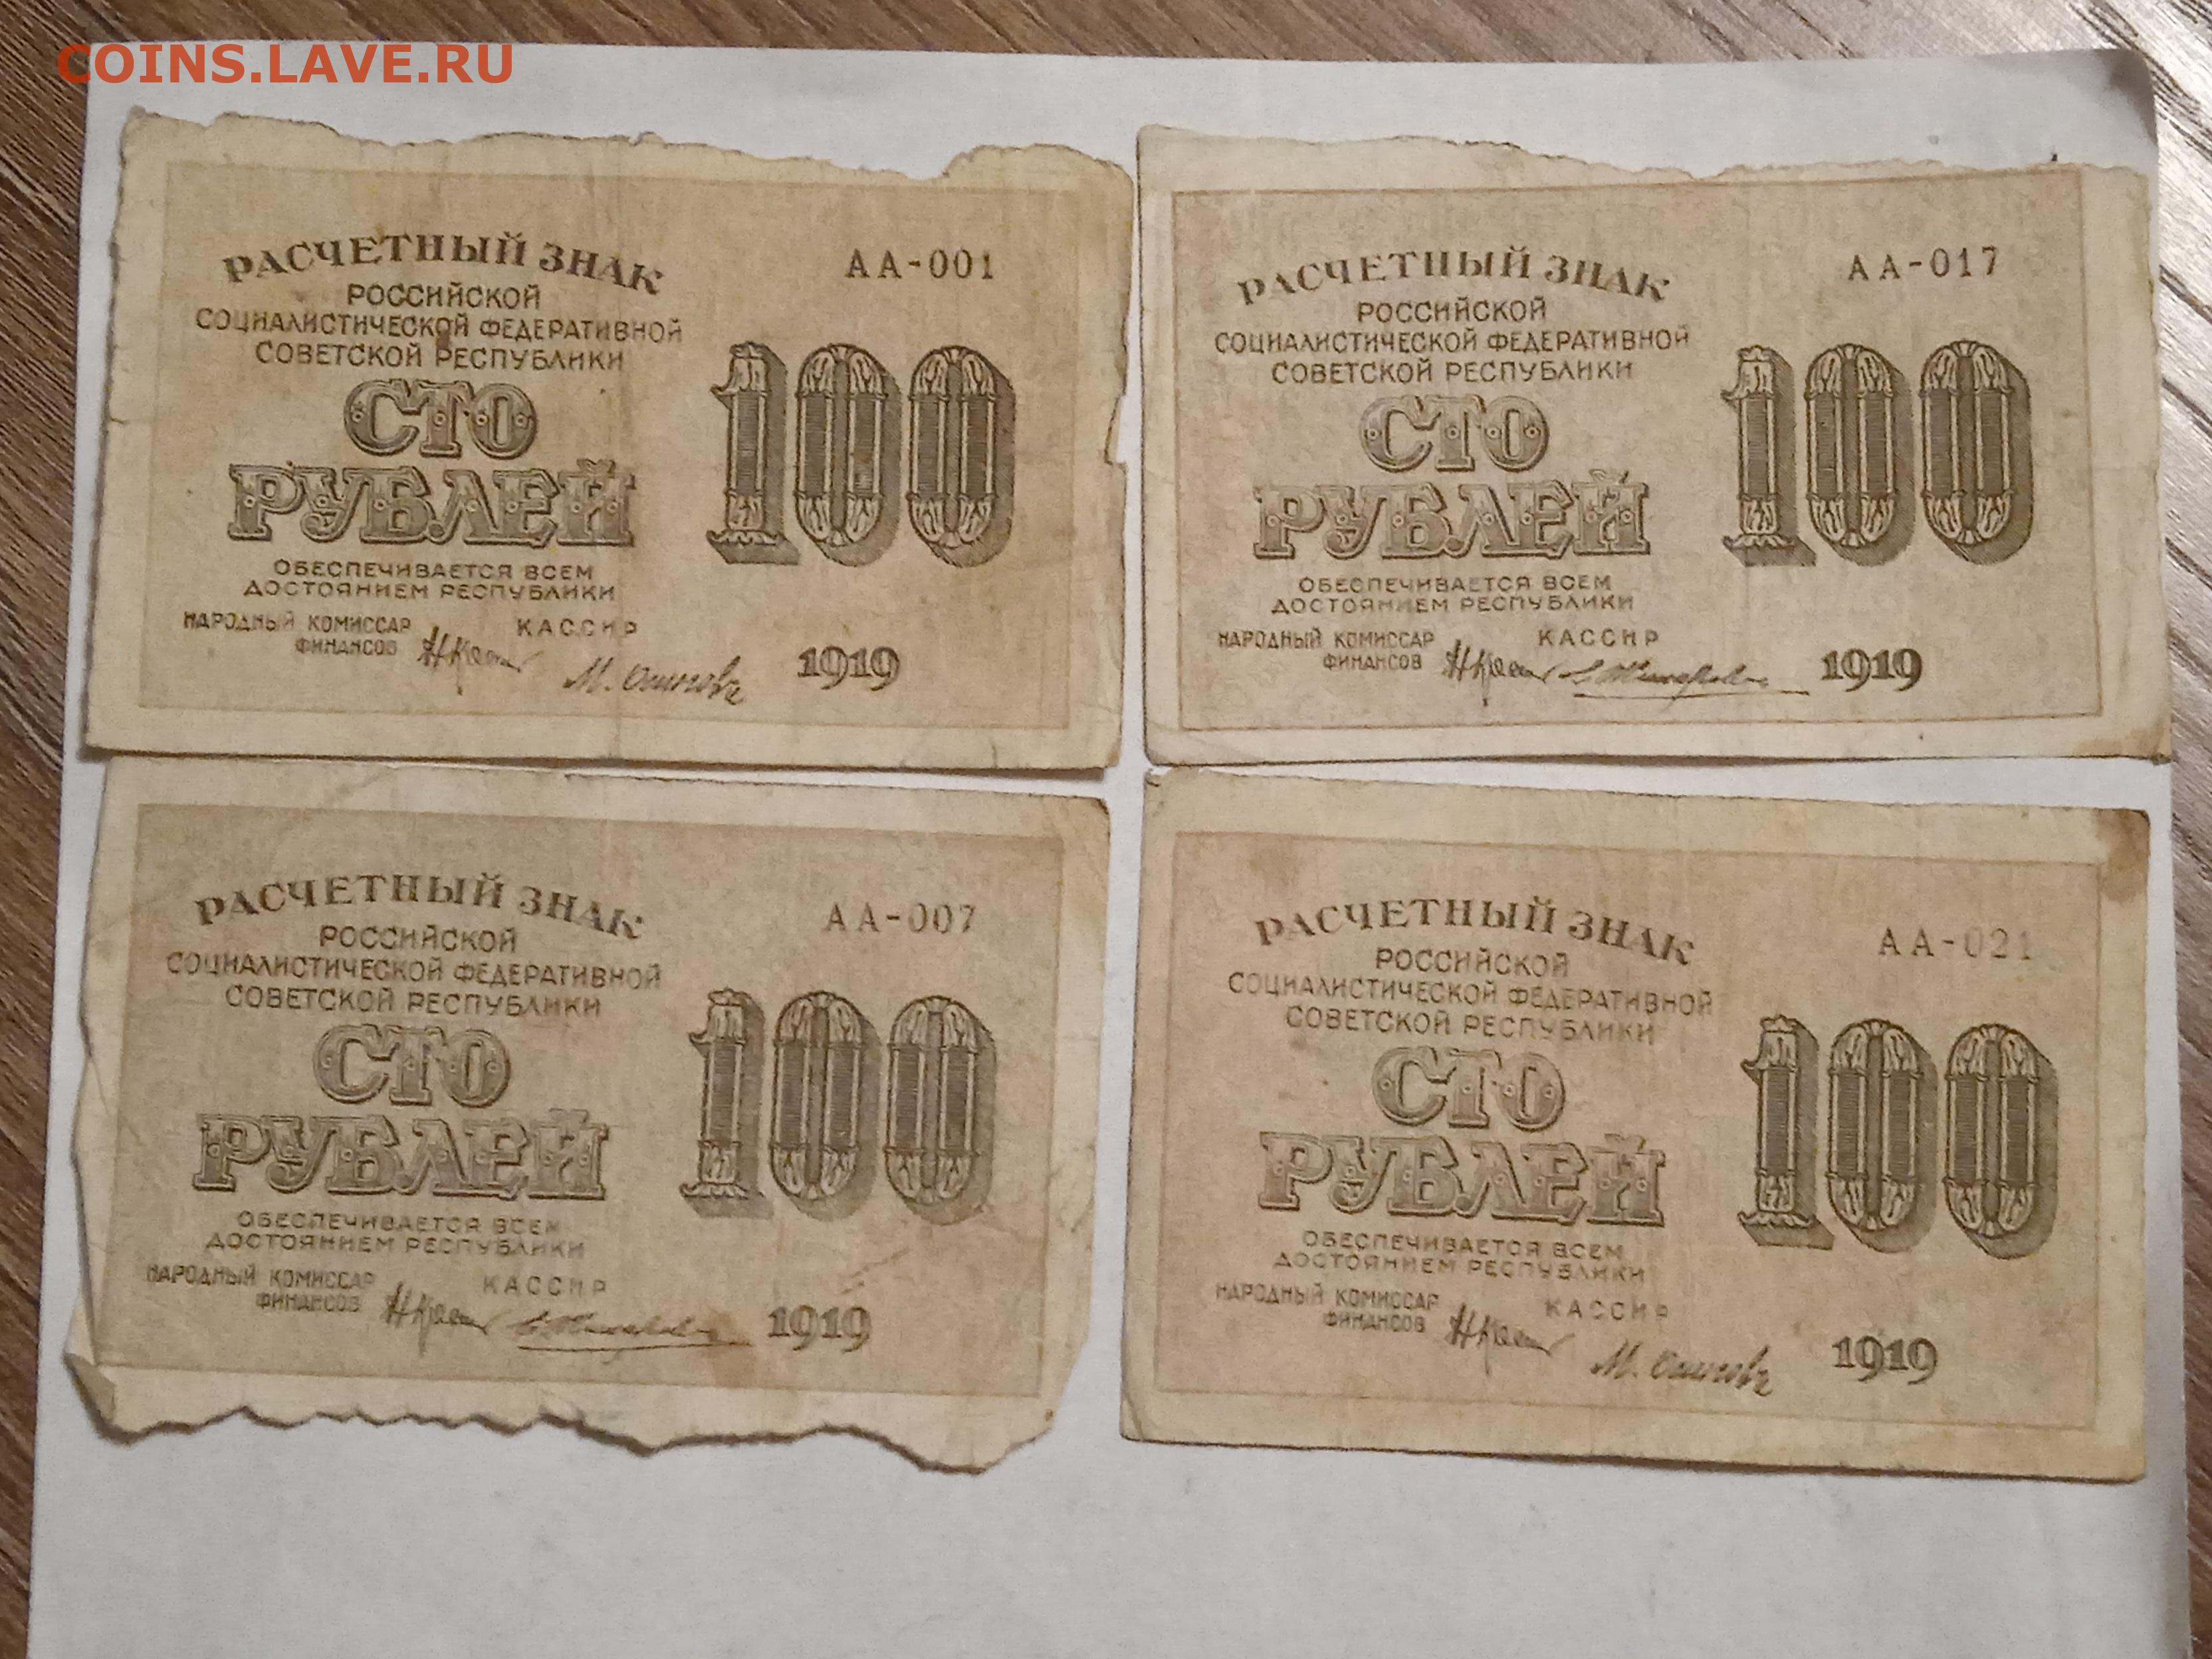 COINS.LAVE.RU
РАСЧЕТНЫЙ ЗНАК
АА-001
РОССИЙСКОЙ
СОЦИАЛИСТИЧЕСКОЙ ФЕДЕРАТИВНОЙ
СОВЕТСКОЙ РЕСПУБЛИКИ
СТО
РУБЛЕЙ
100
ОБЕСПЕЧИВАЕТСЯ ВСЕМ
ДОСТОЯНИЕМ РЕСПУБЛИКИ
НАРОДНЫЙ КОМИССАР
ФИНАНСОВ
КАССИР
М. Осиповъ
1919
РАСЧЕТНЫЙ ЗНАК
АА-017
РОССИЙСКОЙ
СОЦИАЛИСТИЧЕСКОЙ ФЕДЕРАТИВНОЙ
СОВЕТСКОЙ РЕСПУБЛИКИ
СТО
РУБЛЕЙ
100
ОБЕСПЕЧИВАЕТСЯ ВСЕМ
ДОСТОЯНИЕМ РЕСПУБЛИКИ
НАРОДНЫЙ КОМИССАР
ФИНАНСОВ
КАССИР
1919
РАСЧЕТНЫЙ ЗНАК
АА-007
РОССИЙСКОЙ
СОЦИАЛИСТИЧЕСКОЙ ФЕДЕРАТИВНОЙ
СОВЕТСКОЙ РЕСПУБЛИКИ
СТО
РУБЛЕЙ
100
ОБЕСПЕЧИВАЕТСЯ ВСЕМ
ДОСТОЯНИЕМ РЕСПУБЛИКИ
НАРОДНЫЙ КОМИССАР
ФИНАНСОВ
КАССИР
1919
РАСЧЕТНЫЙ ЗНАК
АА-021
РОССИЙСКОЙ
СОЦИАЛИСТИЧЕСКОЙ ФЕДЕРАТИВНОЙ
СОВЕТСКОЙ РЕСПУБЛИКИ
СТО
РУБЛЕЙ
100
ОБЕСПЕЧИВАЕТСЯ ВСЕМ
ДОСТОЯНИЕМ РЕСПУБЛИКИ
НАРОДНЫЙ КОМИССАР
ФИНАНСОВ
КАССИР
М. Осиповъ
1919